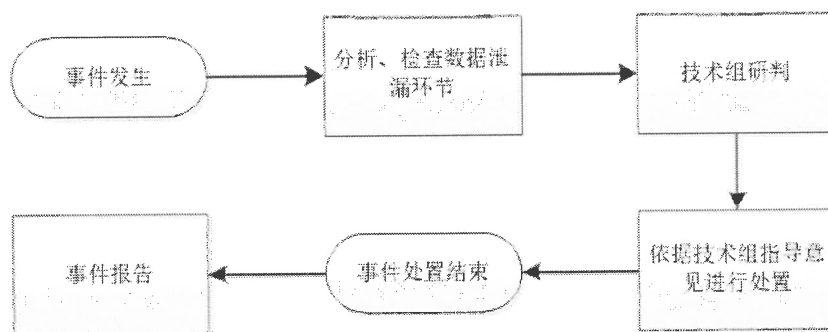 事件发生
分析、检查数据泄
漏环节
技术组研判
依据技术组指导意
见进行处置
事件处置结束
事件报告